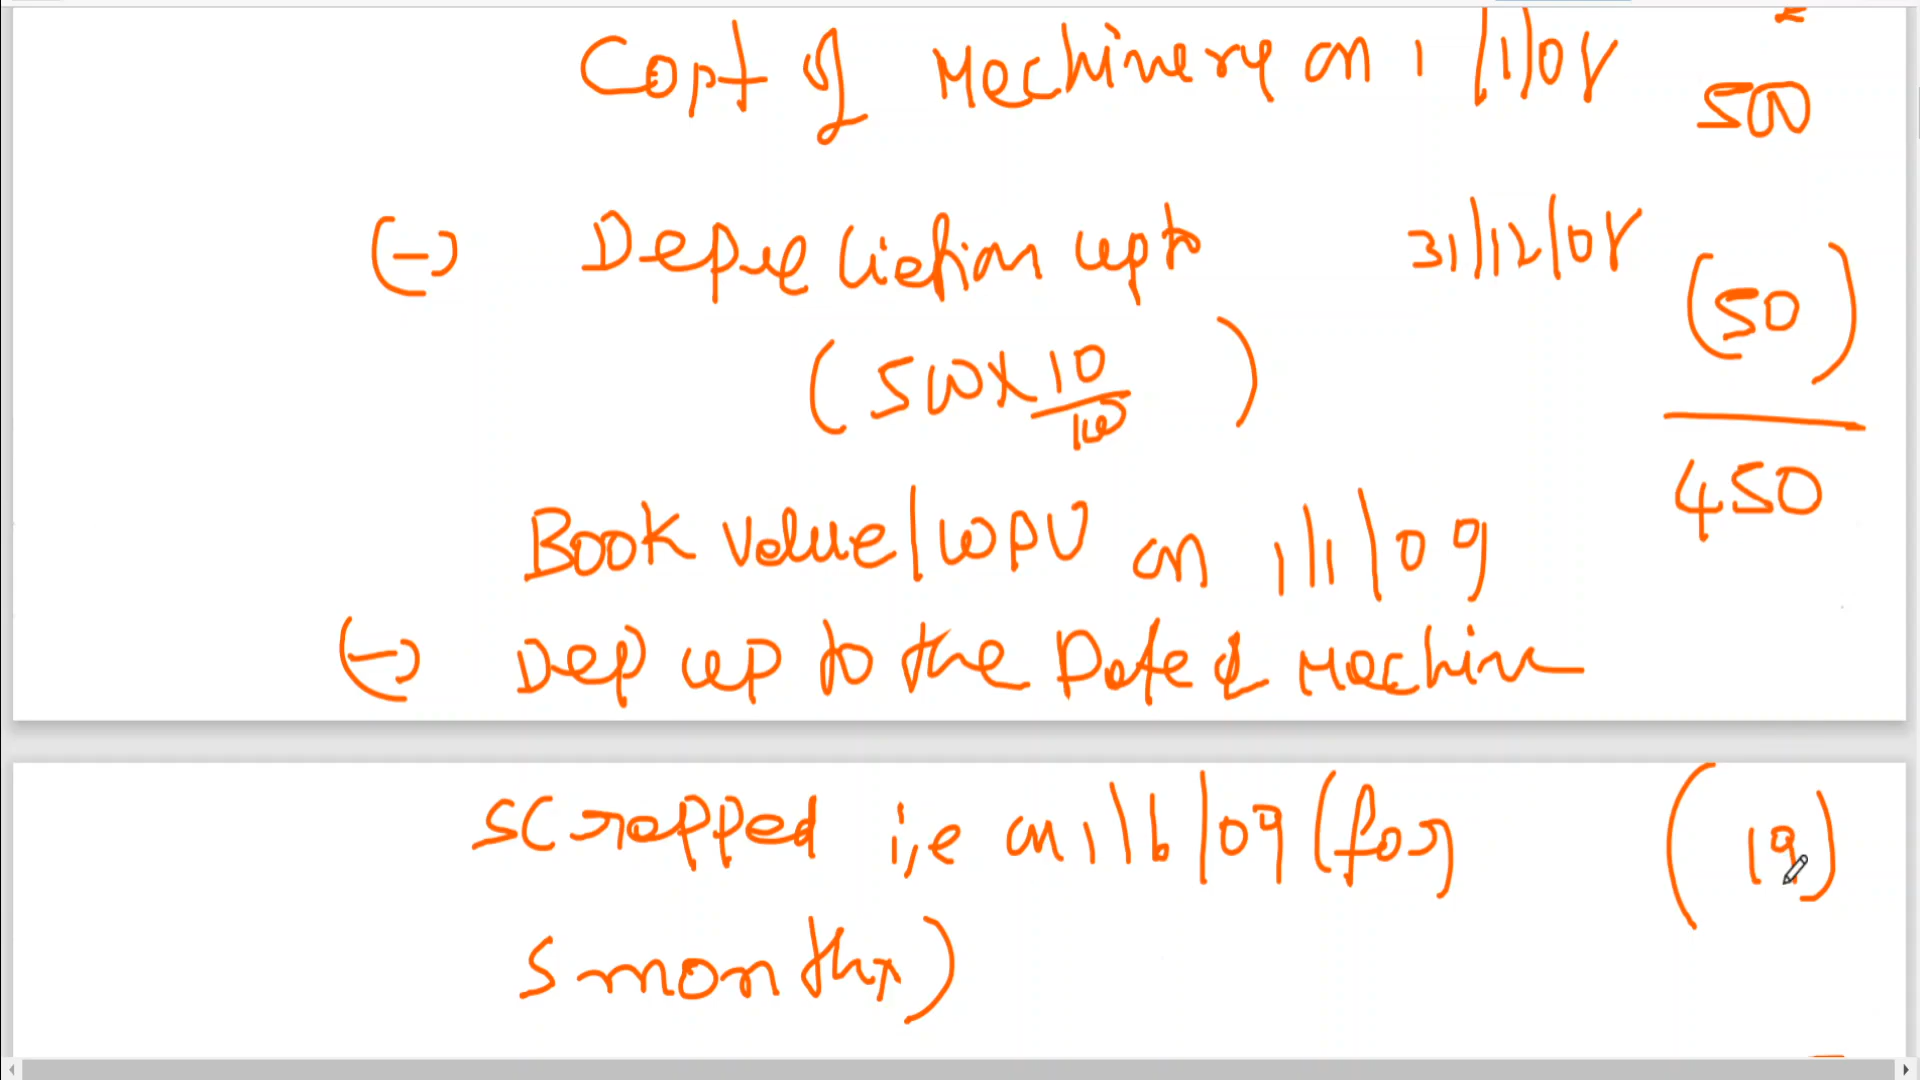 Cost of Machinery on 1/1/08 500
(-) Depreciation upto 31/12/08 (50)
(500 x 10/100)
450
Book Value/WDV on 1/1/09
(-) Dep up to the Date of Machine
scrapped i,e on 1/6/09 (for (19)
5 months)